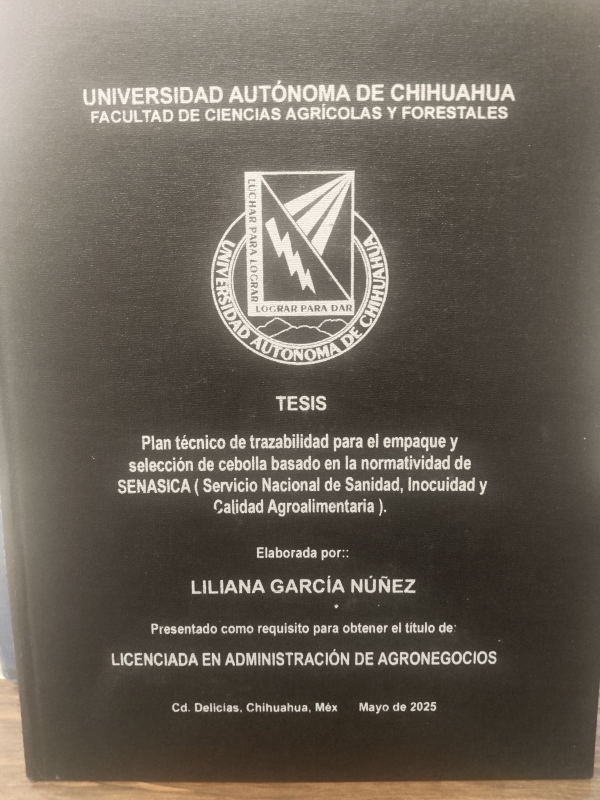 UNIVERSIDAD AUTÓNOMA DE CHIHUAHUA
FACULTAD DE CIENCIAS AGRÍCOLAS Y FORESTALES
LUCHAR PARA LOGRAR
LOGRAR PARA DAR
UNIVERSIDAD AUTONOMA DE CHIHUAHUA
TESIS
Plan técnico de trazabilidad para el empaque y
selección de cebolla basado en la normatividad de
SENASICA ( Servicio Nacional de Sanidad, Inocuidad y
Calidad Agroalimentaria ).
Elaborada por::
LILIANA GARCÍA NÚÑEZ
Presentado como requisito para obtener el título de:
LICENCIADA EN ADMINISTRACIÓN DE AGRONEGOCIOS
Cd. Delicias, Chihuahua, Méx Mayo de 2025